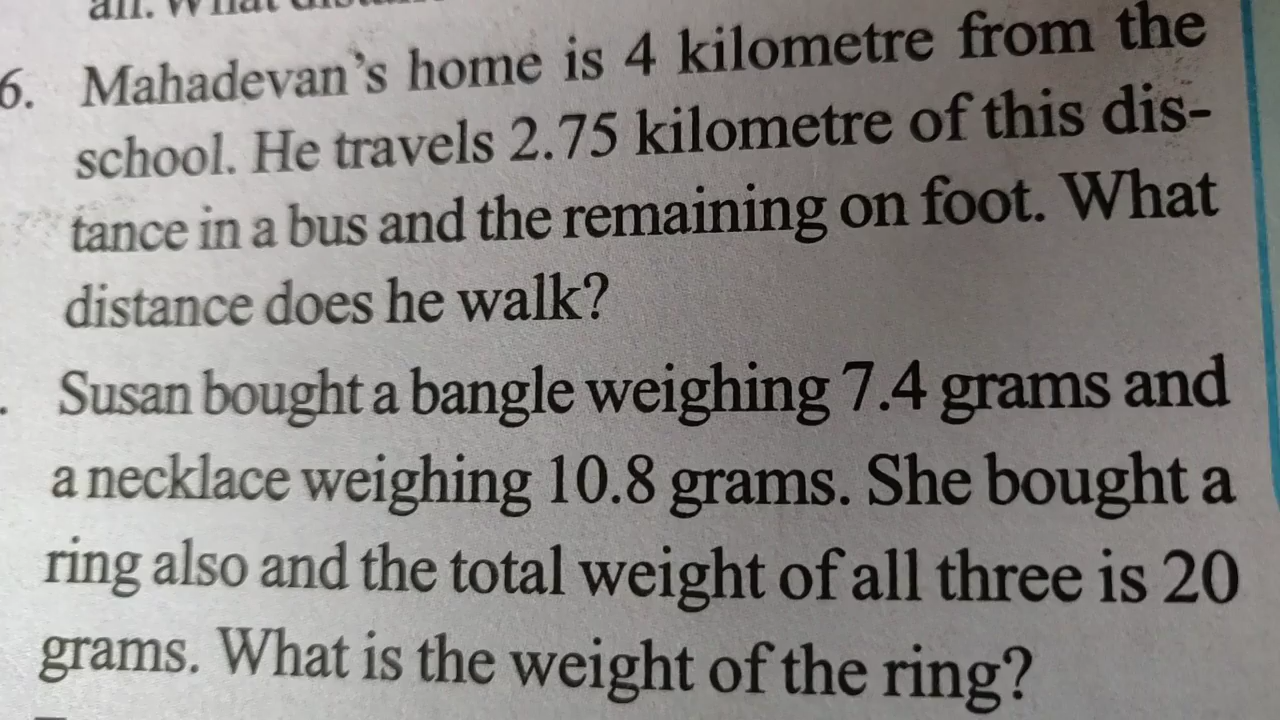 all. What
6. Mahadevan's home is 4 kilometre from the
school. He travels 2.75 kilometre of this dis-
tance in a bus and the remaining on foot. What
distance does he walk?
. Susan bought a bangle weighing 7.4 grams and
a necklace weighing 10.8 grams. She bought a
ring also and the total weight of all three is 20
grams. What is the weight of the ring?